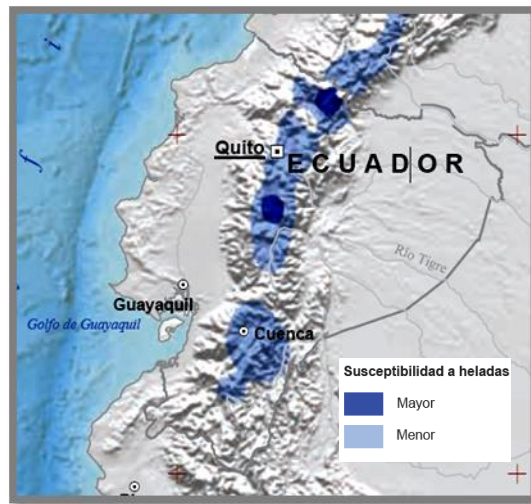 i
f
Quito
ECUADOR
Río Tigre
Guayaquil
Golfo de Guayaquil
Cuenca
Susceptibilidad a heladas
Mayor
Menor